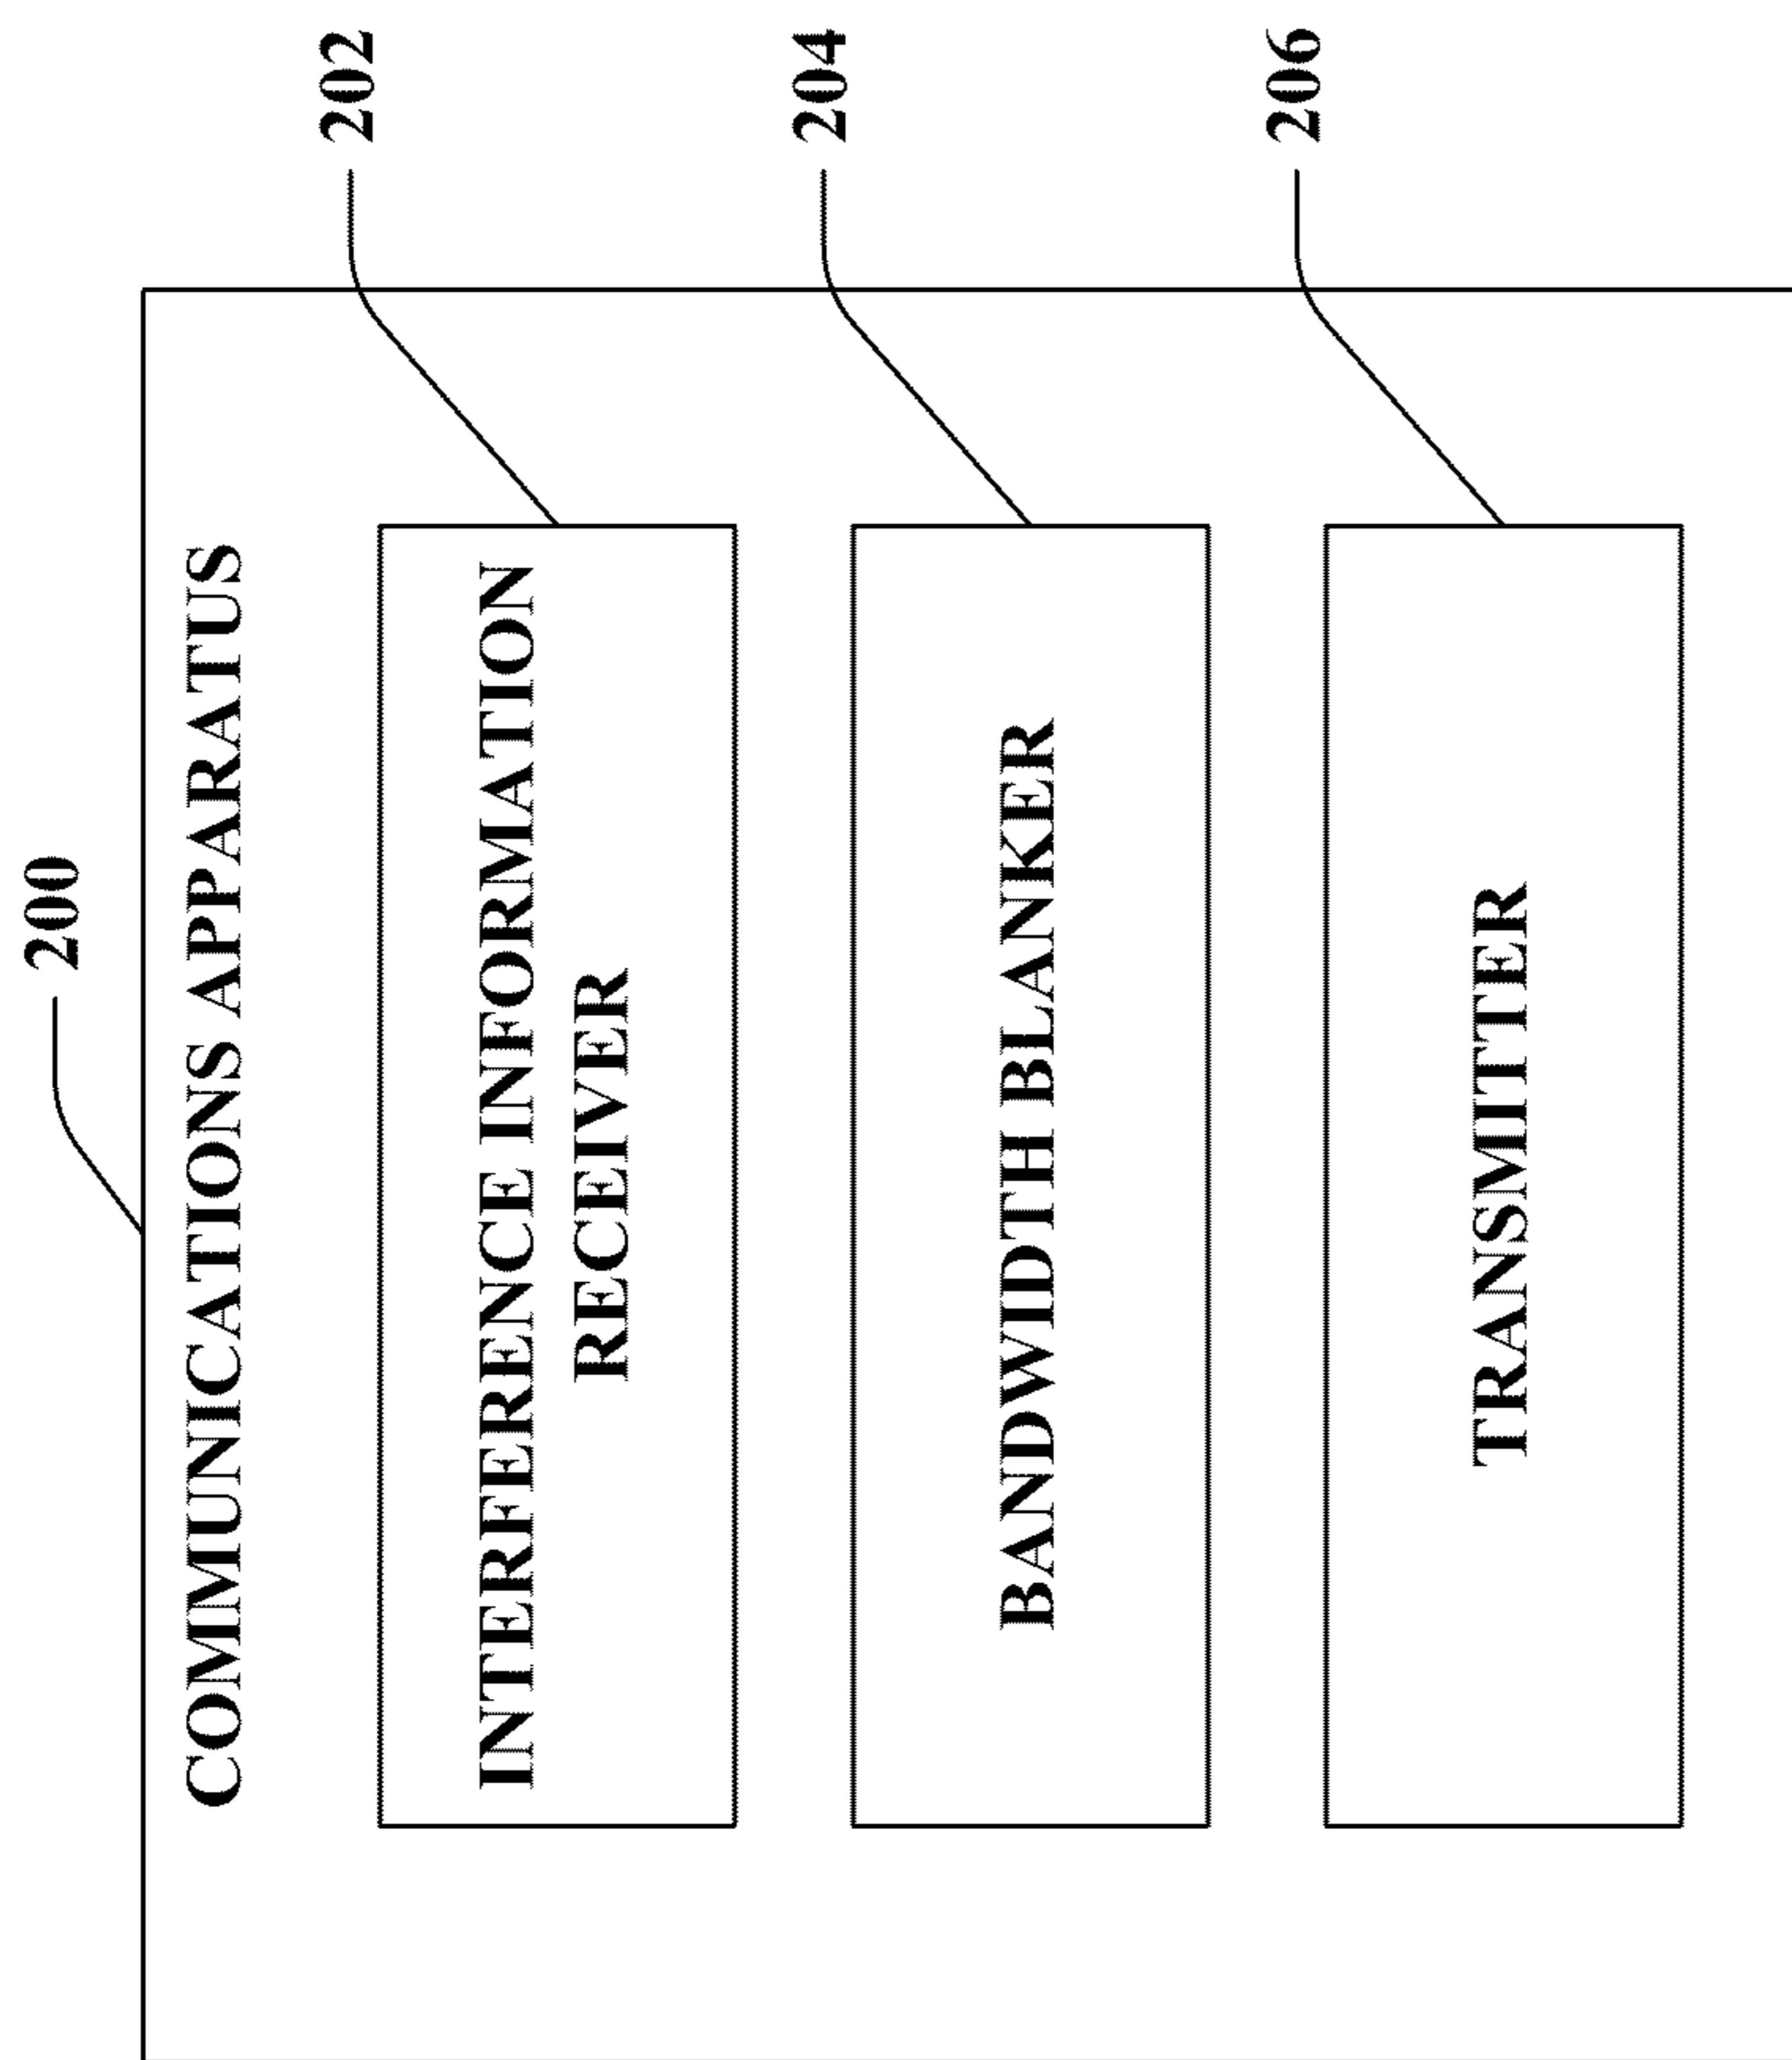 200
COMMUNICATIONS APPARATUS
202
INTERFERENCE INFORMATION
RECEIVER
204
BANDWIDTH BLANKER
206
TRANSMITTER